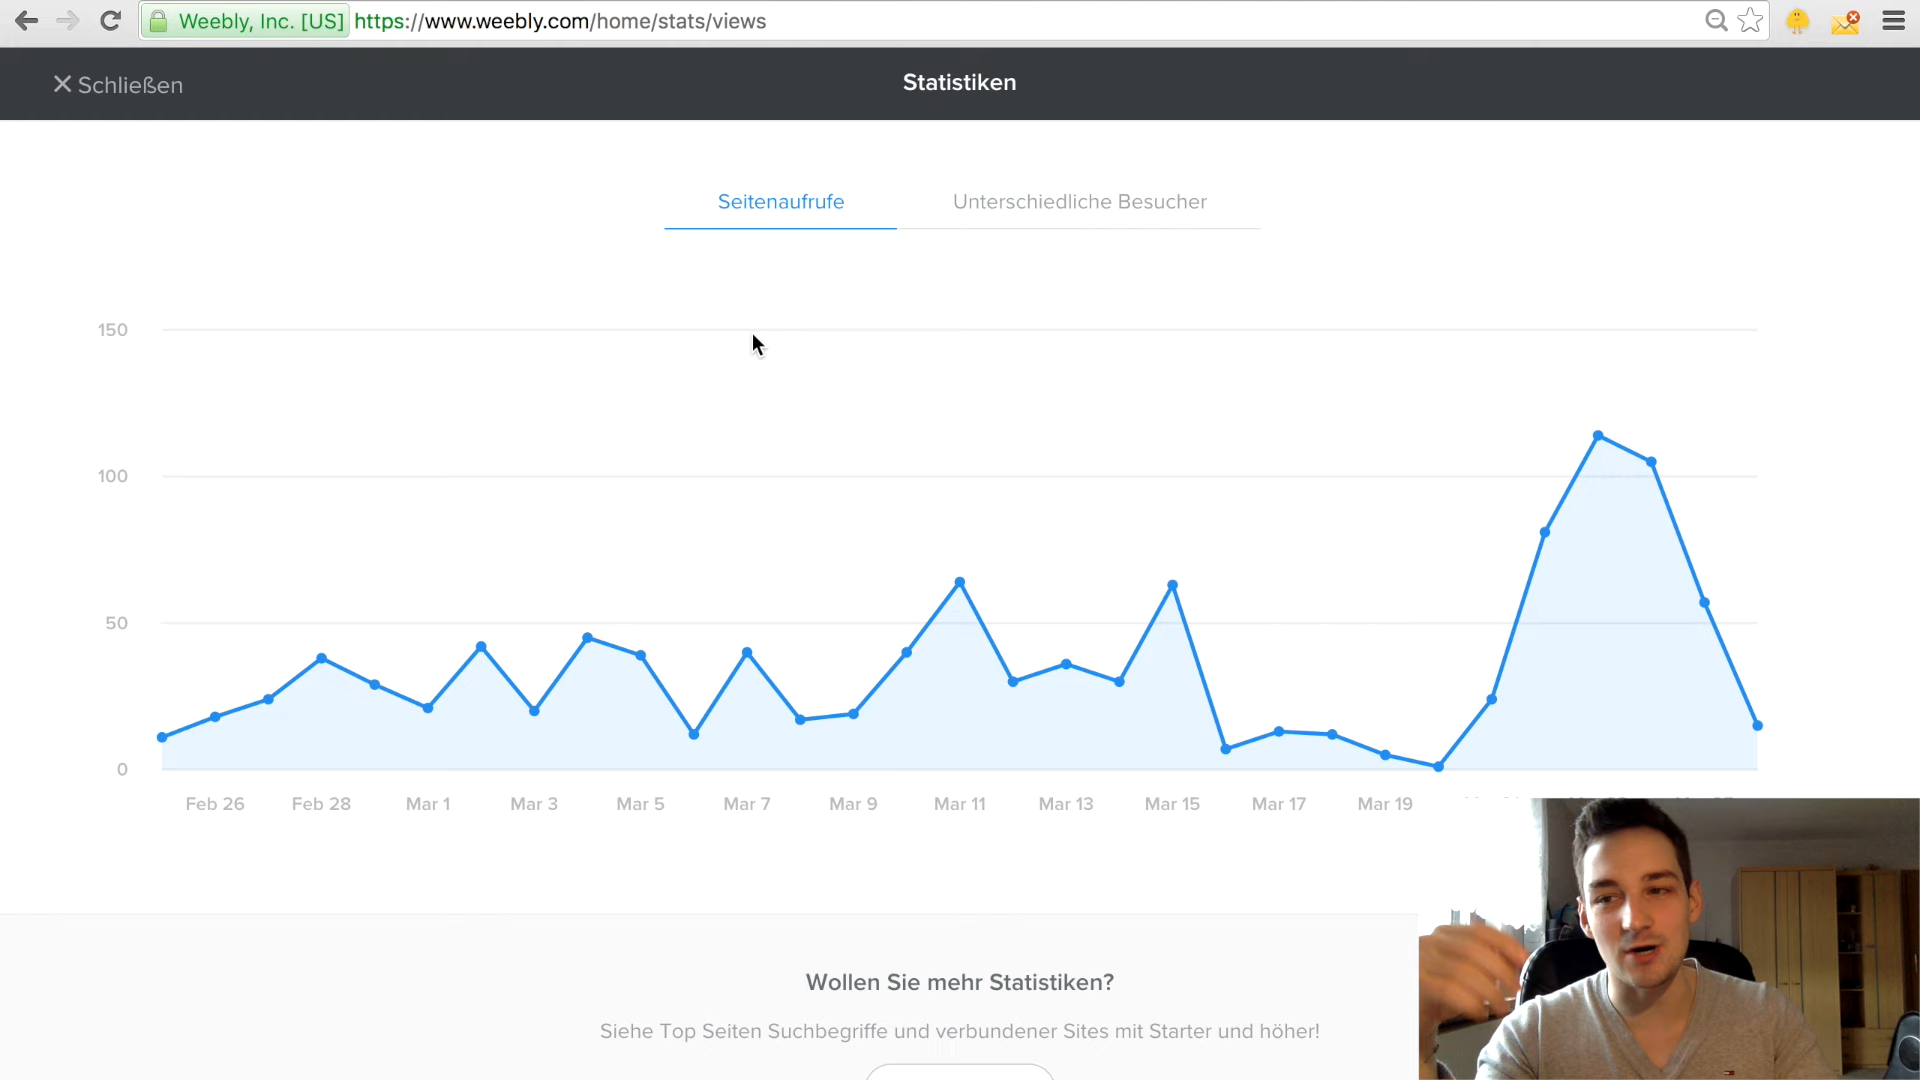 Weebly, Inc. [US] https://www.weebly.com/home/stats/views
Schließen
Statistiken
Seitenaufrufe
Unterschiedliche Besucher
150
100
50
0
Feb 26 Feb 28 Mar 1 Mar 3 Mar 5 Mar 7 Mar 9 Mar 11 Mar 13 Mar 15 Mar 17 Mar 19
Wollen Sie mehr Statistiken?
Siehe Top Seiten Suchbegriffe und verbundener Sites mit Starter und höher!